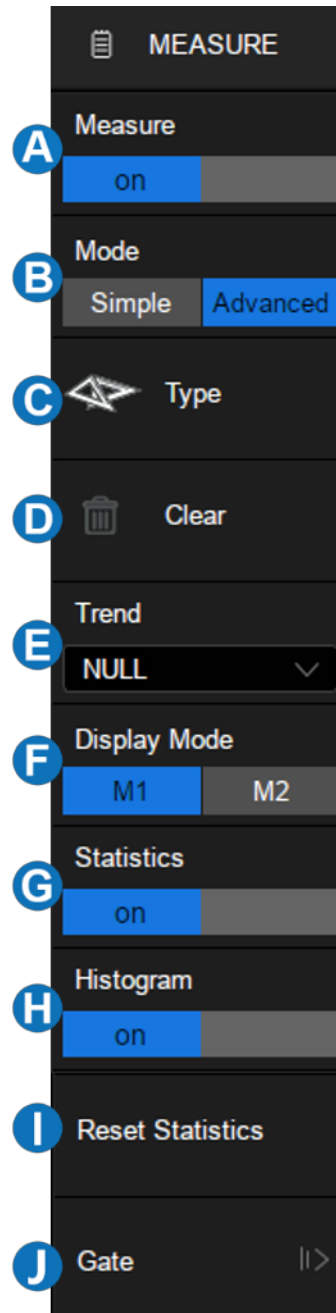 MEASURE
A
Measure
on
B
Mode
Simple Advanced
C
Type
D
Clear
E
Trend
NULL
F
Display Mode
M1 M2
G
Statistics
on
H
Histogram
on
I
Reset Statistics
J
Gate